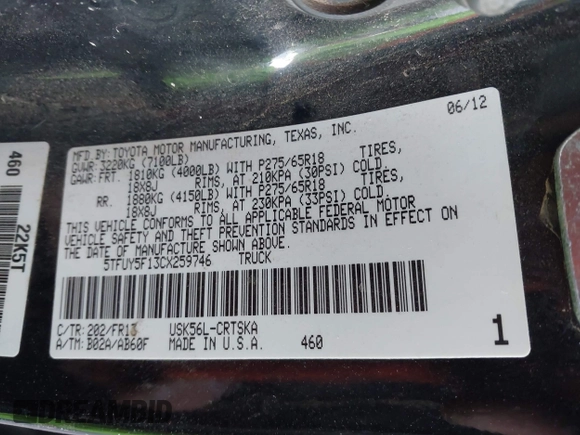 06/12
MFD.BY:TOYOTA MOTOR MANUFACTURING, TEXAS, INC.
GVWR: 3220KG (7100LB)
GAWR: FRT. 1810KG (4000LB) WITH P275/65R18 TIRES,
18X8J RIMS, AT 210KPA (30PSI) COLD.
RR. 1880KG (4150LB) WITH P275/65R18 TIRES,
18X8J RIMS, AT 230KPA (33PSI) COLD.
THIS VEHICLE CONFORMS TO ALL APPLICABLE FEDERAL MOTOR
VEHICLE SAFETY AND THEFT PREVENTION STANDARDS IN EFFECT ON
THE DATE OF MANUFACTURE SHOWN ABOVE.
5TFUY5F13CX259746 TRUCK
C/TR: 202/FR13 USK56L-CRTSKA
A/TM: B02A/AB60F MADE IN U.S.A. 460
1
460
22K5T
DREAMBID